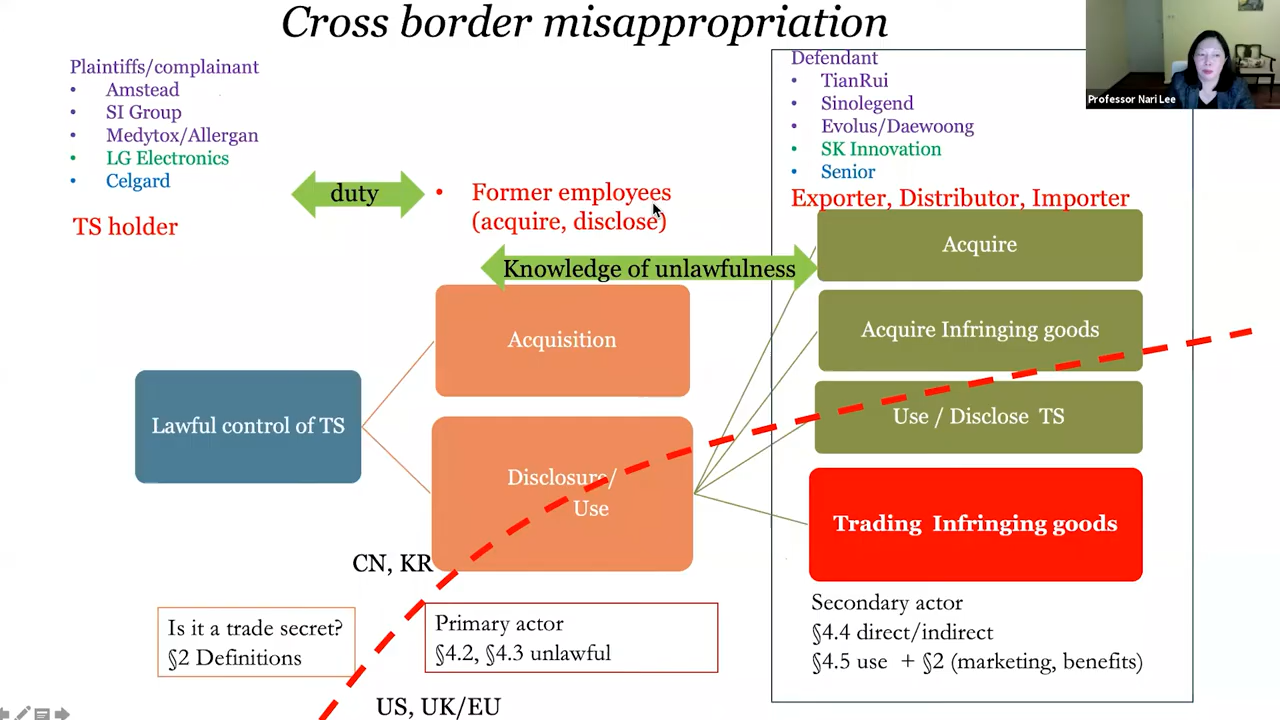 Cross border misappropriation
Plaintiffs/complainant
• Amstead
• SI Group
• Medytox/Allergan
• LG Electronics
• Celgard
TS holder
duty
• Former employees
(acquire, disclose)
Knowledge of unlawfulness
Defendant
• TianRui
• Sinolegend
• Evolus/Daewoong
• SK Innovation
• Senior
Exporter, Distributor, Importer
Professor Nari Lee
Lawful control of TS
Acquisition
Disclosure/
Use
Acquire
Acquire Infringing goods
Use / Disclose TS
Trading Infringing goods
CN, KR
US, UK/EU
Is it a trade secret?
§2 Definitions
Primary actor
§4.2, §4.3 unlawful
Secondary actor
§4.4 direct/indirect
§4.5 use + §2 (marketing, benefits)